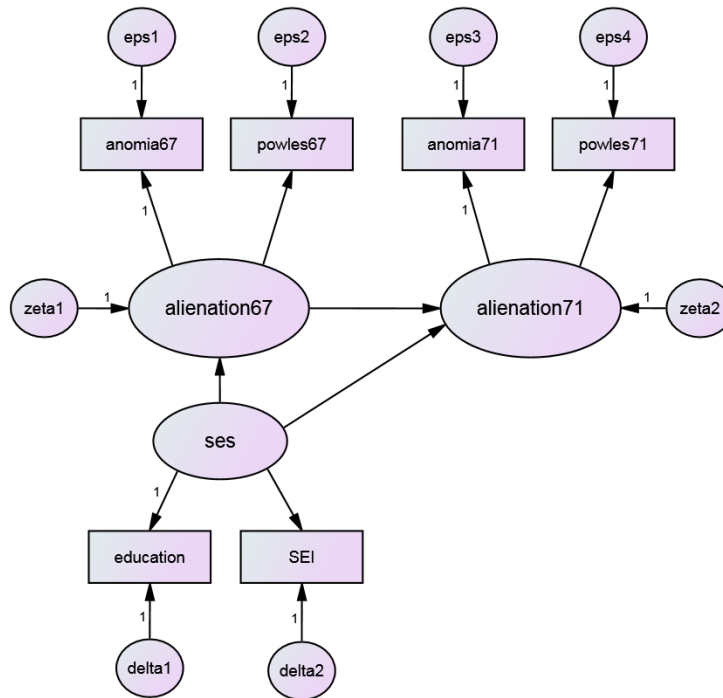 eps1
eps2
eps3
eps4
1
1
1
1
anomia67
powles67
anomia71
powles71
1
1
zeta1
1
alienation67
alienation71
1
zeta2
ses
1
education
SEI
1
1
delta1
delta2